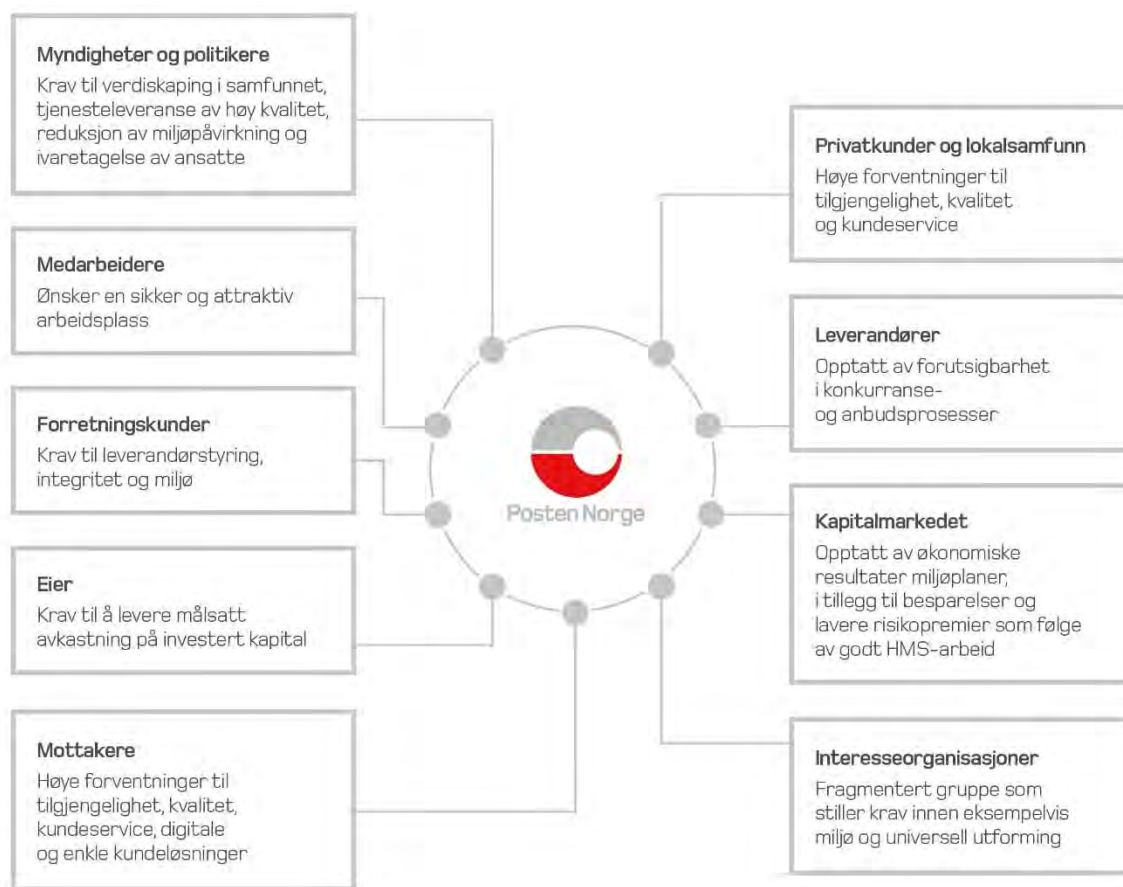 Myndigheter og politikere
Krav til verdiskaping i samfunnet,
tjenesteleveranse av høy kvalitet,
reduksjon av miljøpåvirkning og
ivaretagelse av ansatte
Medarbeidere
Ønsker en sikker og attraktiv
arbeidsplass
Forretningskunder
Krav til leverandørstyring,
integritet og miljø
Eier
Krav til å levere målsatt
avkastning på investert kapital
Mottakere
Høye forventninger til
tilgjengelighet, kvalitet,
kundeservice, digitale
og enkle kundeløsninger
Posten Norge
Privatkunder og lokalsamfunn
Høye forventninger til
tilgjengelighet, kvalitet
og kundeservice
Leverandører
Opptatt av forutsigbarhet
i konkurranse-
og anbudsprosesser
Kapitalmarkedet
Opptatt av økonomiske
resultater miljøplaner,
i tillegg til besparelser og
lavere risikopremier som følge
av godt HMS-arbeid
Interesseorganisasjoner
Fragmentert gruppe som
stiller krav innen eksempelvis
miljø og universell utforming